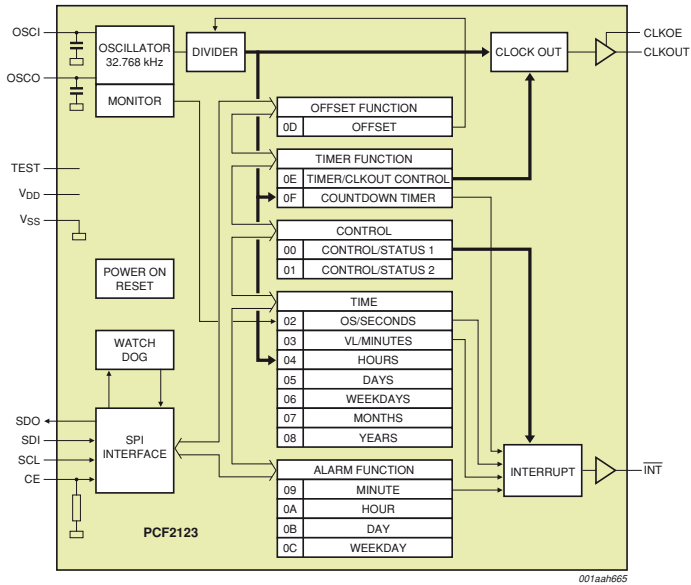 OSCI
OSCO
OSCILLATOR
32.768 kHz
MONITOR
DIVIDER
CLOCK OUT
CLKOE
CLKOUT
OFFSET FUNCTION
0D OFFSET
TIMER FUNCTION
0E TIMER/CLKOUT CONTROL
0F COUNTDOWN TIMER
TEST
VDD
VSS
CONTROL
00 CONTROL/STATUS 1
01 CONTROL/STATUS 2
POWER ON
RESET
TIME
02 OS/SECONDS
03 VL/MINUTES
04 HOURS
05 DAYS
06 WEEKDAYS
07 MONTHS
08 YEARS
WATCH
DOG
SDO
SDI
SCL
CE
SPI
INTERFACE
ALARM FUNCTION
09 MINUTE
0A HOUR
0B DAY
0C WEEKDAY
INTERRUPT
INT
PCF2123
001aah665